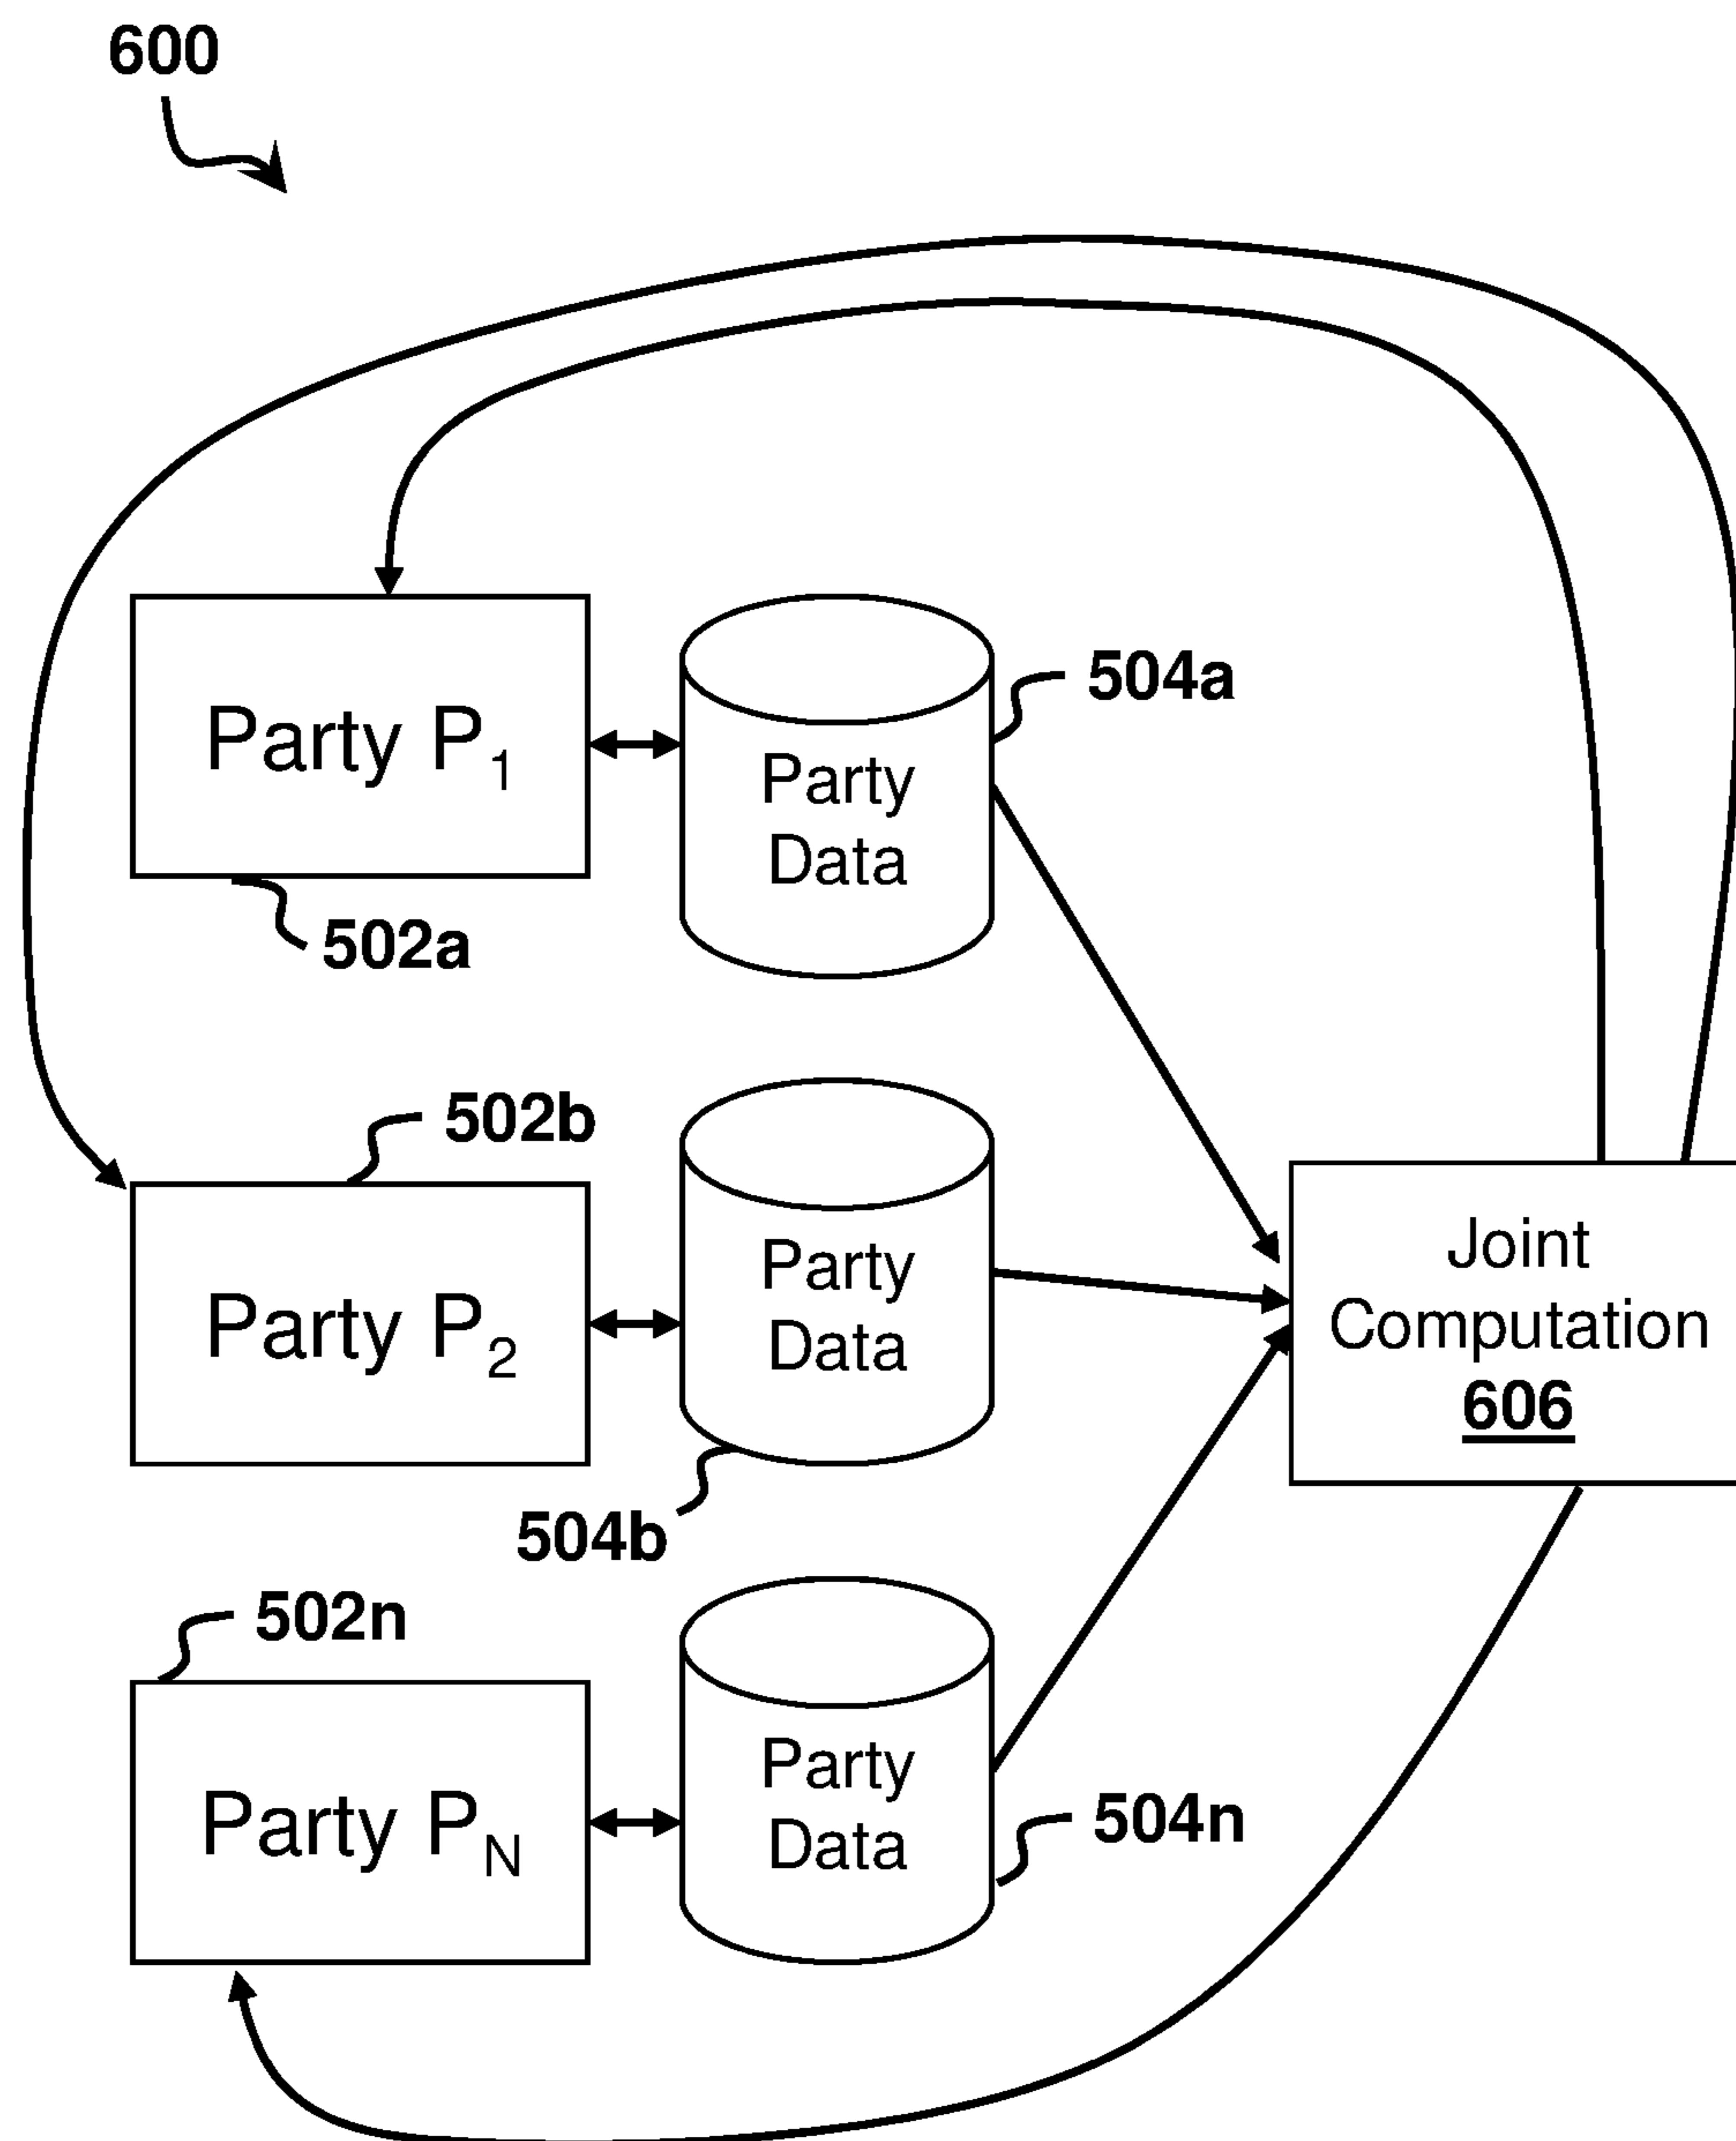 600
504a
Party P1
Party
Data
502a
502b
Party
Data
Party P2
Joint
Computation
606
504b
502n
Party
Data
Party PN
504n